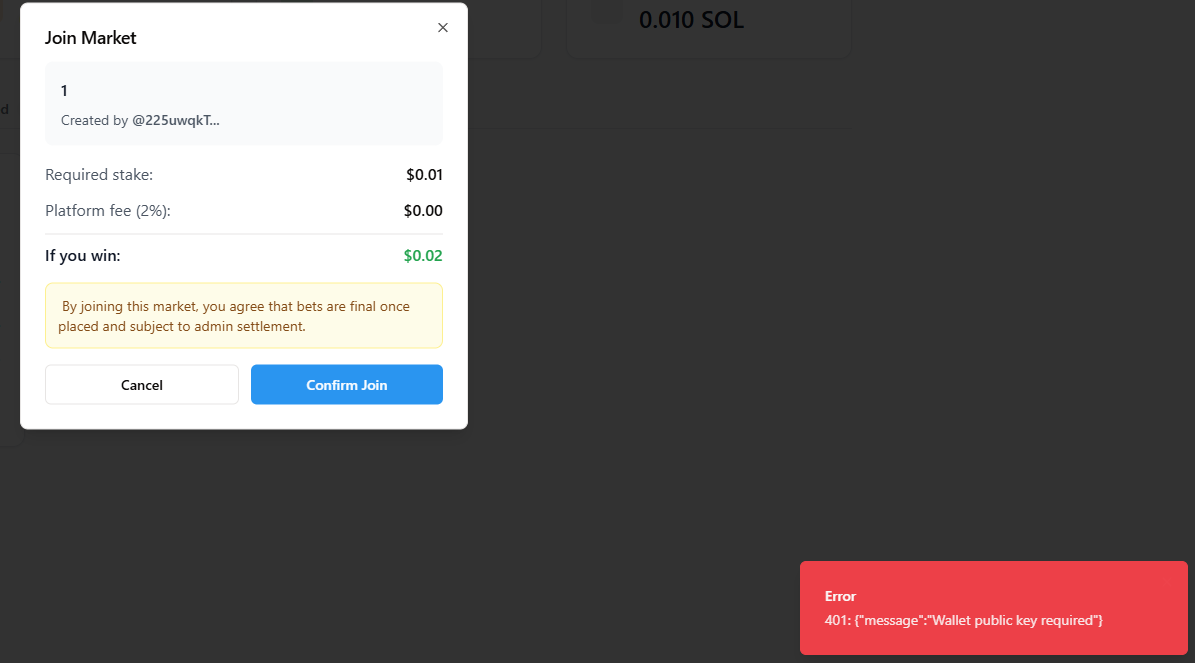 0.010 SOL
Join Market
1
Created by @225uwqkT...
d
Required stake: $0.01
Platform fee (2%): $0.00
If you win: $0.02
By joining this market, you agree that bets are final once
placed and subject to admin settlement.
Cancel Confirm Join
Error
401: {"message":"Wallet public key required"}